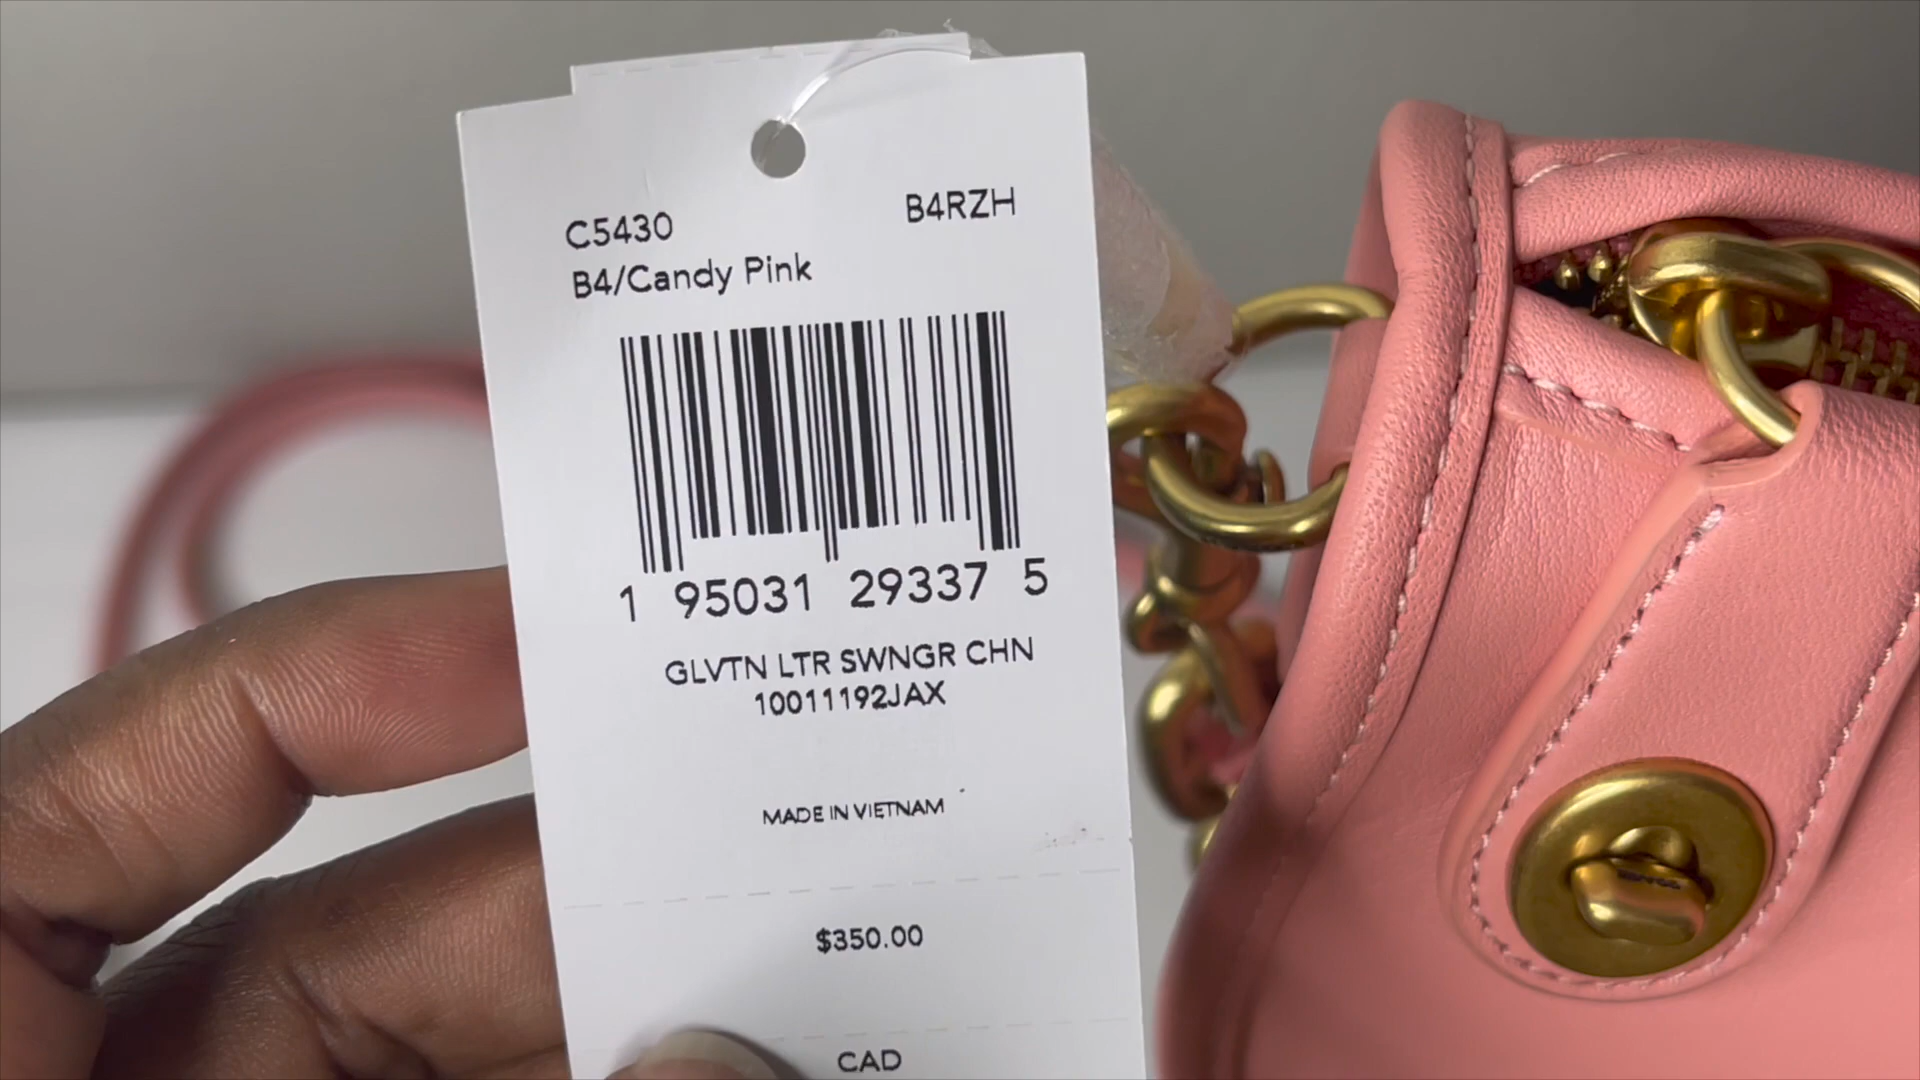 C5430 B4RZH
B4/Candy Pink
1 95031 29337 5
GLVTN LTR SWNGR CHN
10011192JAX
MADE IN VIETNAM
$350.00
CAD